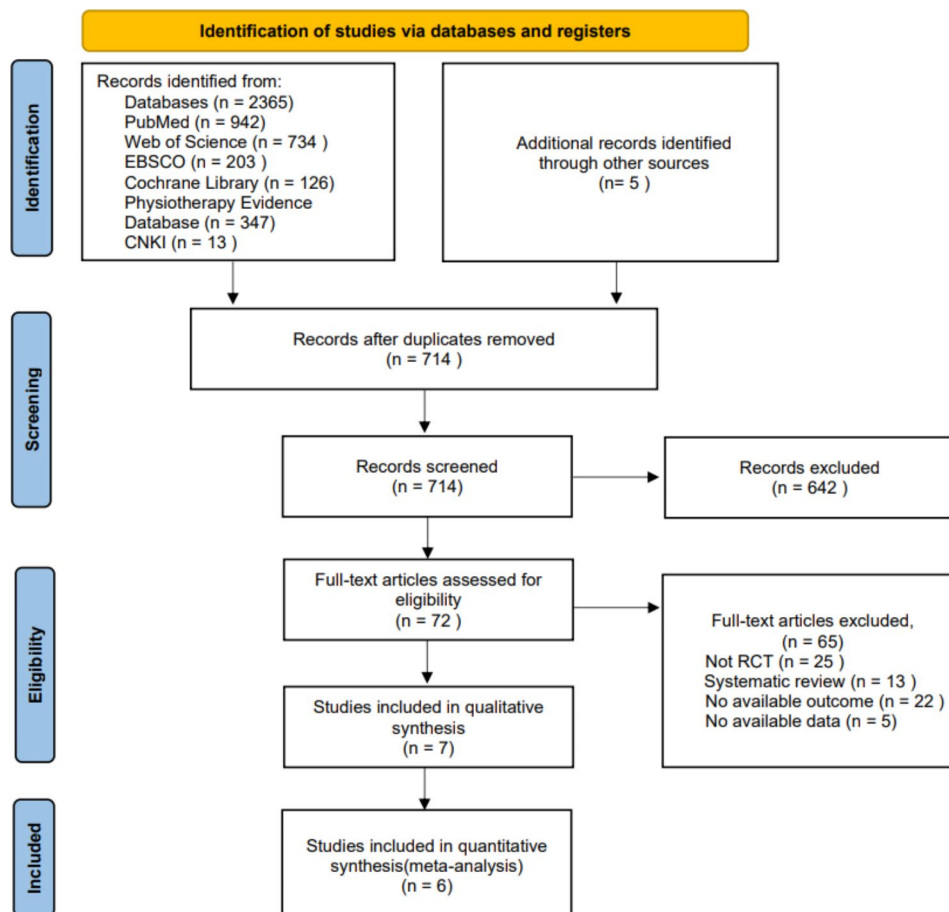 Identification of studies via databases and registers
Identification
Records identified from:
Databases (n = 2365)
PubMed (n = 942)
Web of Science (n = 734 )
EBSCO (n = 203 )
Cochrane Library (n = 126)
Physiotherapy Evidence
Database (n = 347)
CNKI (n = 13 )
Additional records identified
through other sources
(n= 5 )
Screening
Records after duplicates removed
(n = 714 )
Records screened
(n = 714)
Records excluded
(n = 642 )
Eligibility
Full-text articles assessed for
eligibility
(n = 72 )
Full-text articles excluded,
(n = 65)
Not RCT (n = 25 )
Systematic review (n = 13 )
No available outcome (n = 22 )
No available data (n = 5)
Studies included in qualitative
synthesis
(n = 7)
Included
Studies included in quantitative
synthesis(meta-analysis)
(n = 6)